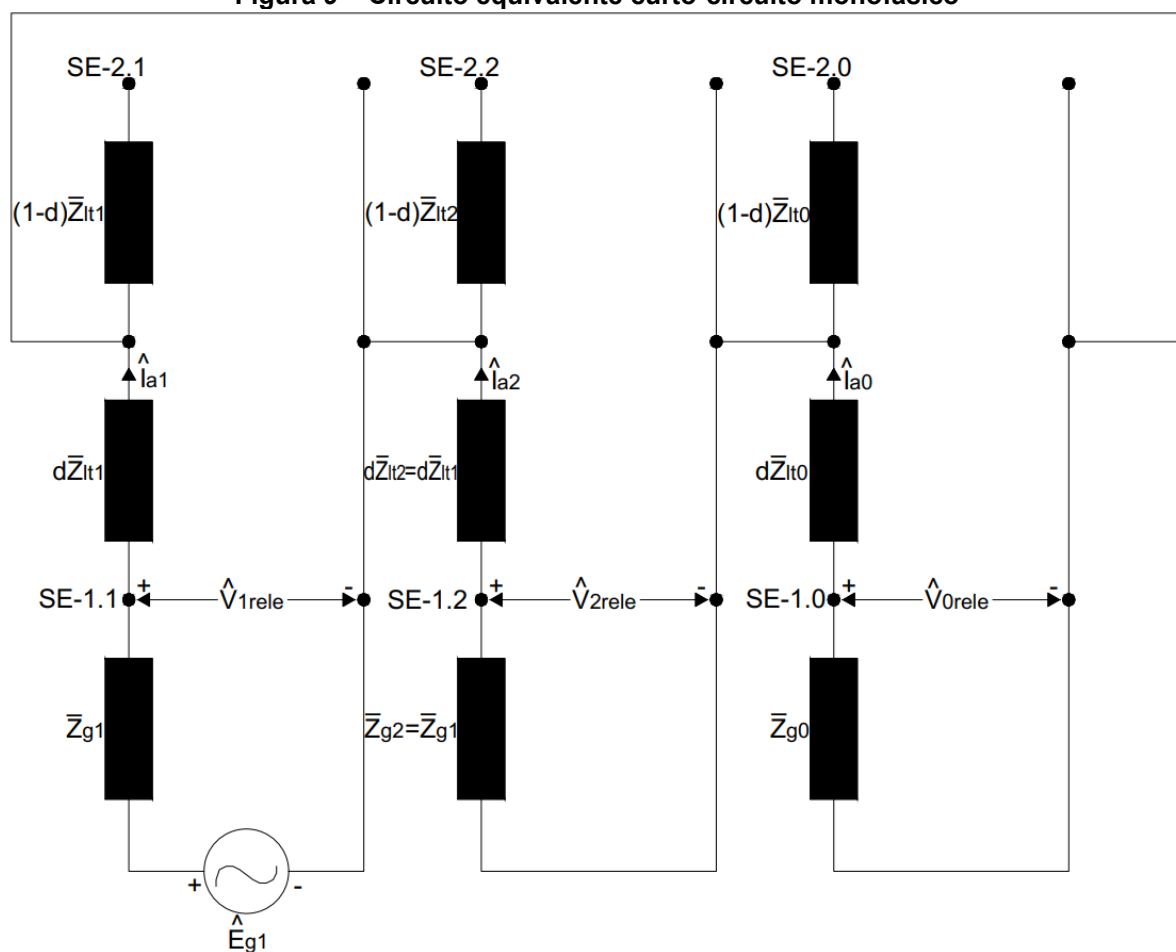 Figura 9 – Circuito equivalente curto-circuito monofásico
SE-2.1 SE-2.2 SE-2.0
(1-d)Z̅lt1 (1-d)Z̅lt2 (1-d)Z̅lt0
Îa1 Îa2 Îa0
dZ̅lt1 dZ̅lt2=dZ̅lt1 dZ̅lt0
SE-1.1 + V̂1rele - SE-1.2 + V̂2rele - SE-1.0 + V̂0rele -
Z̅g1 Z̅g2=Z̅g1 Z̅g0
+ -
Êg1